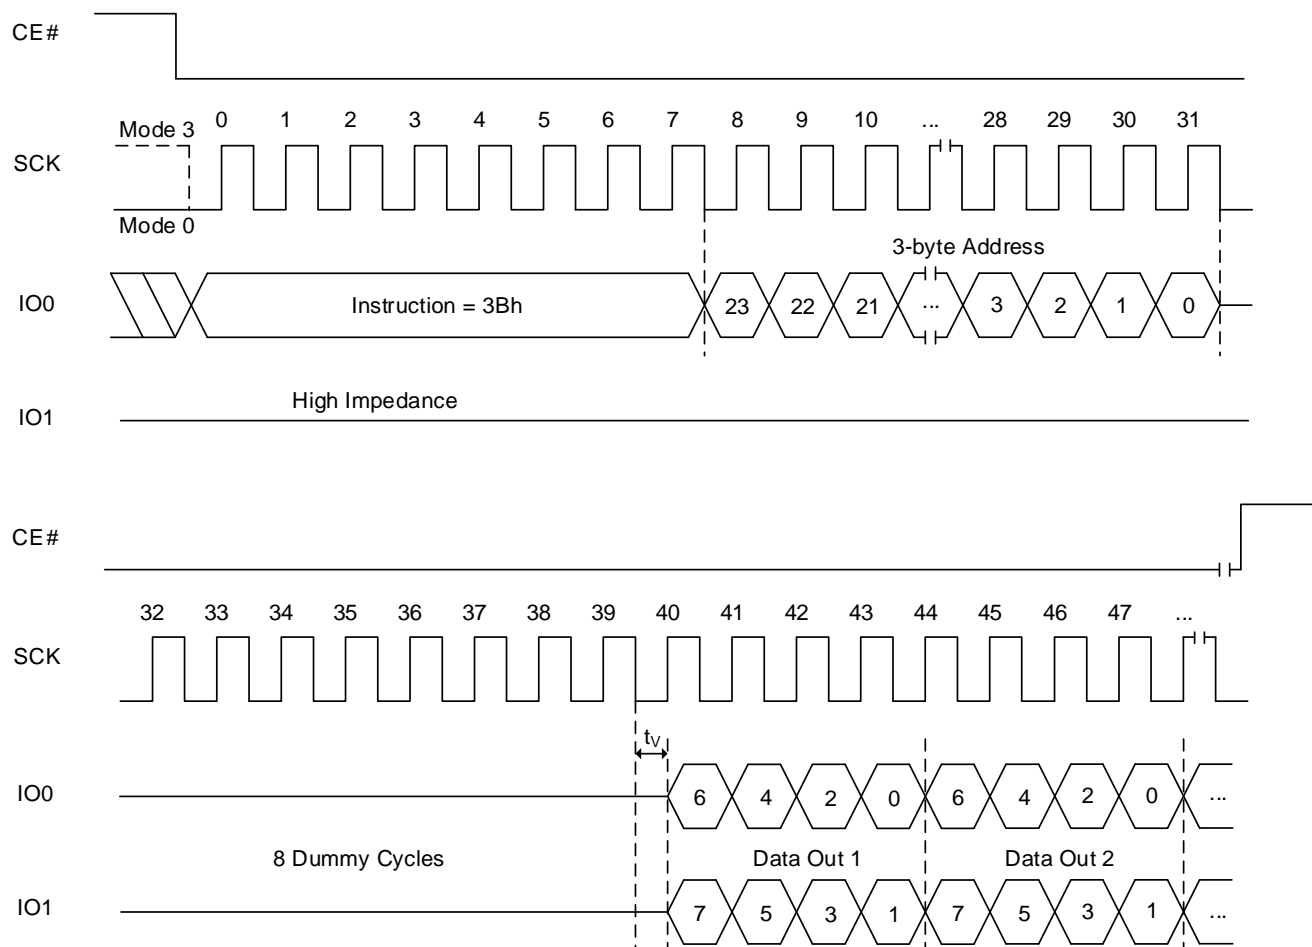 CE#
Mode 3 0 1 2 3 4 5 6 7 8 9 10 ... 28 29 30 31
SCK
Mode 0
3-byte Address
IO0 Instruction = 3Bh 23 22 21 ... 3 2 1 0
High Impedance
IO1
CE#
32 33 34 35 36 37 38 39 40 41 42 43 44 45 46 47 ...
SCK
tV
IO0 6 4 2 0 6 4 2 0 ...
8 Dummy Cycles Data Out 1 Data Out 2
IO1 7 5 3 1 7 5 3 1 ...